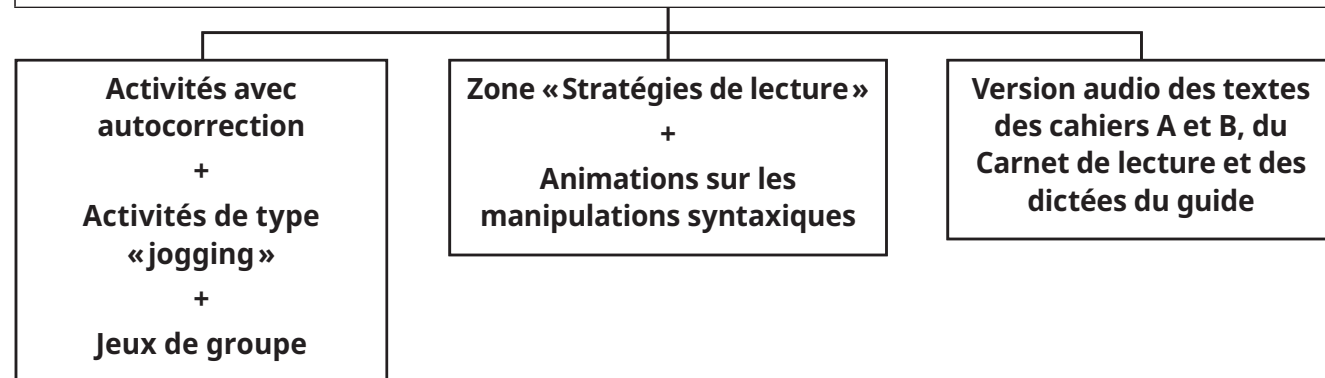 Activités avec
autocorrection
+
Activités de type
« jogging »
+
Jeux de groupe
Zone « Stratégies de lecture »
+
Animations sur les
manipulations syntaxiques
Version audio des textes
des cahiers A et B, du
Carnet de lecture et des
dictées du guide